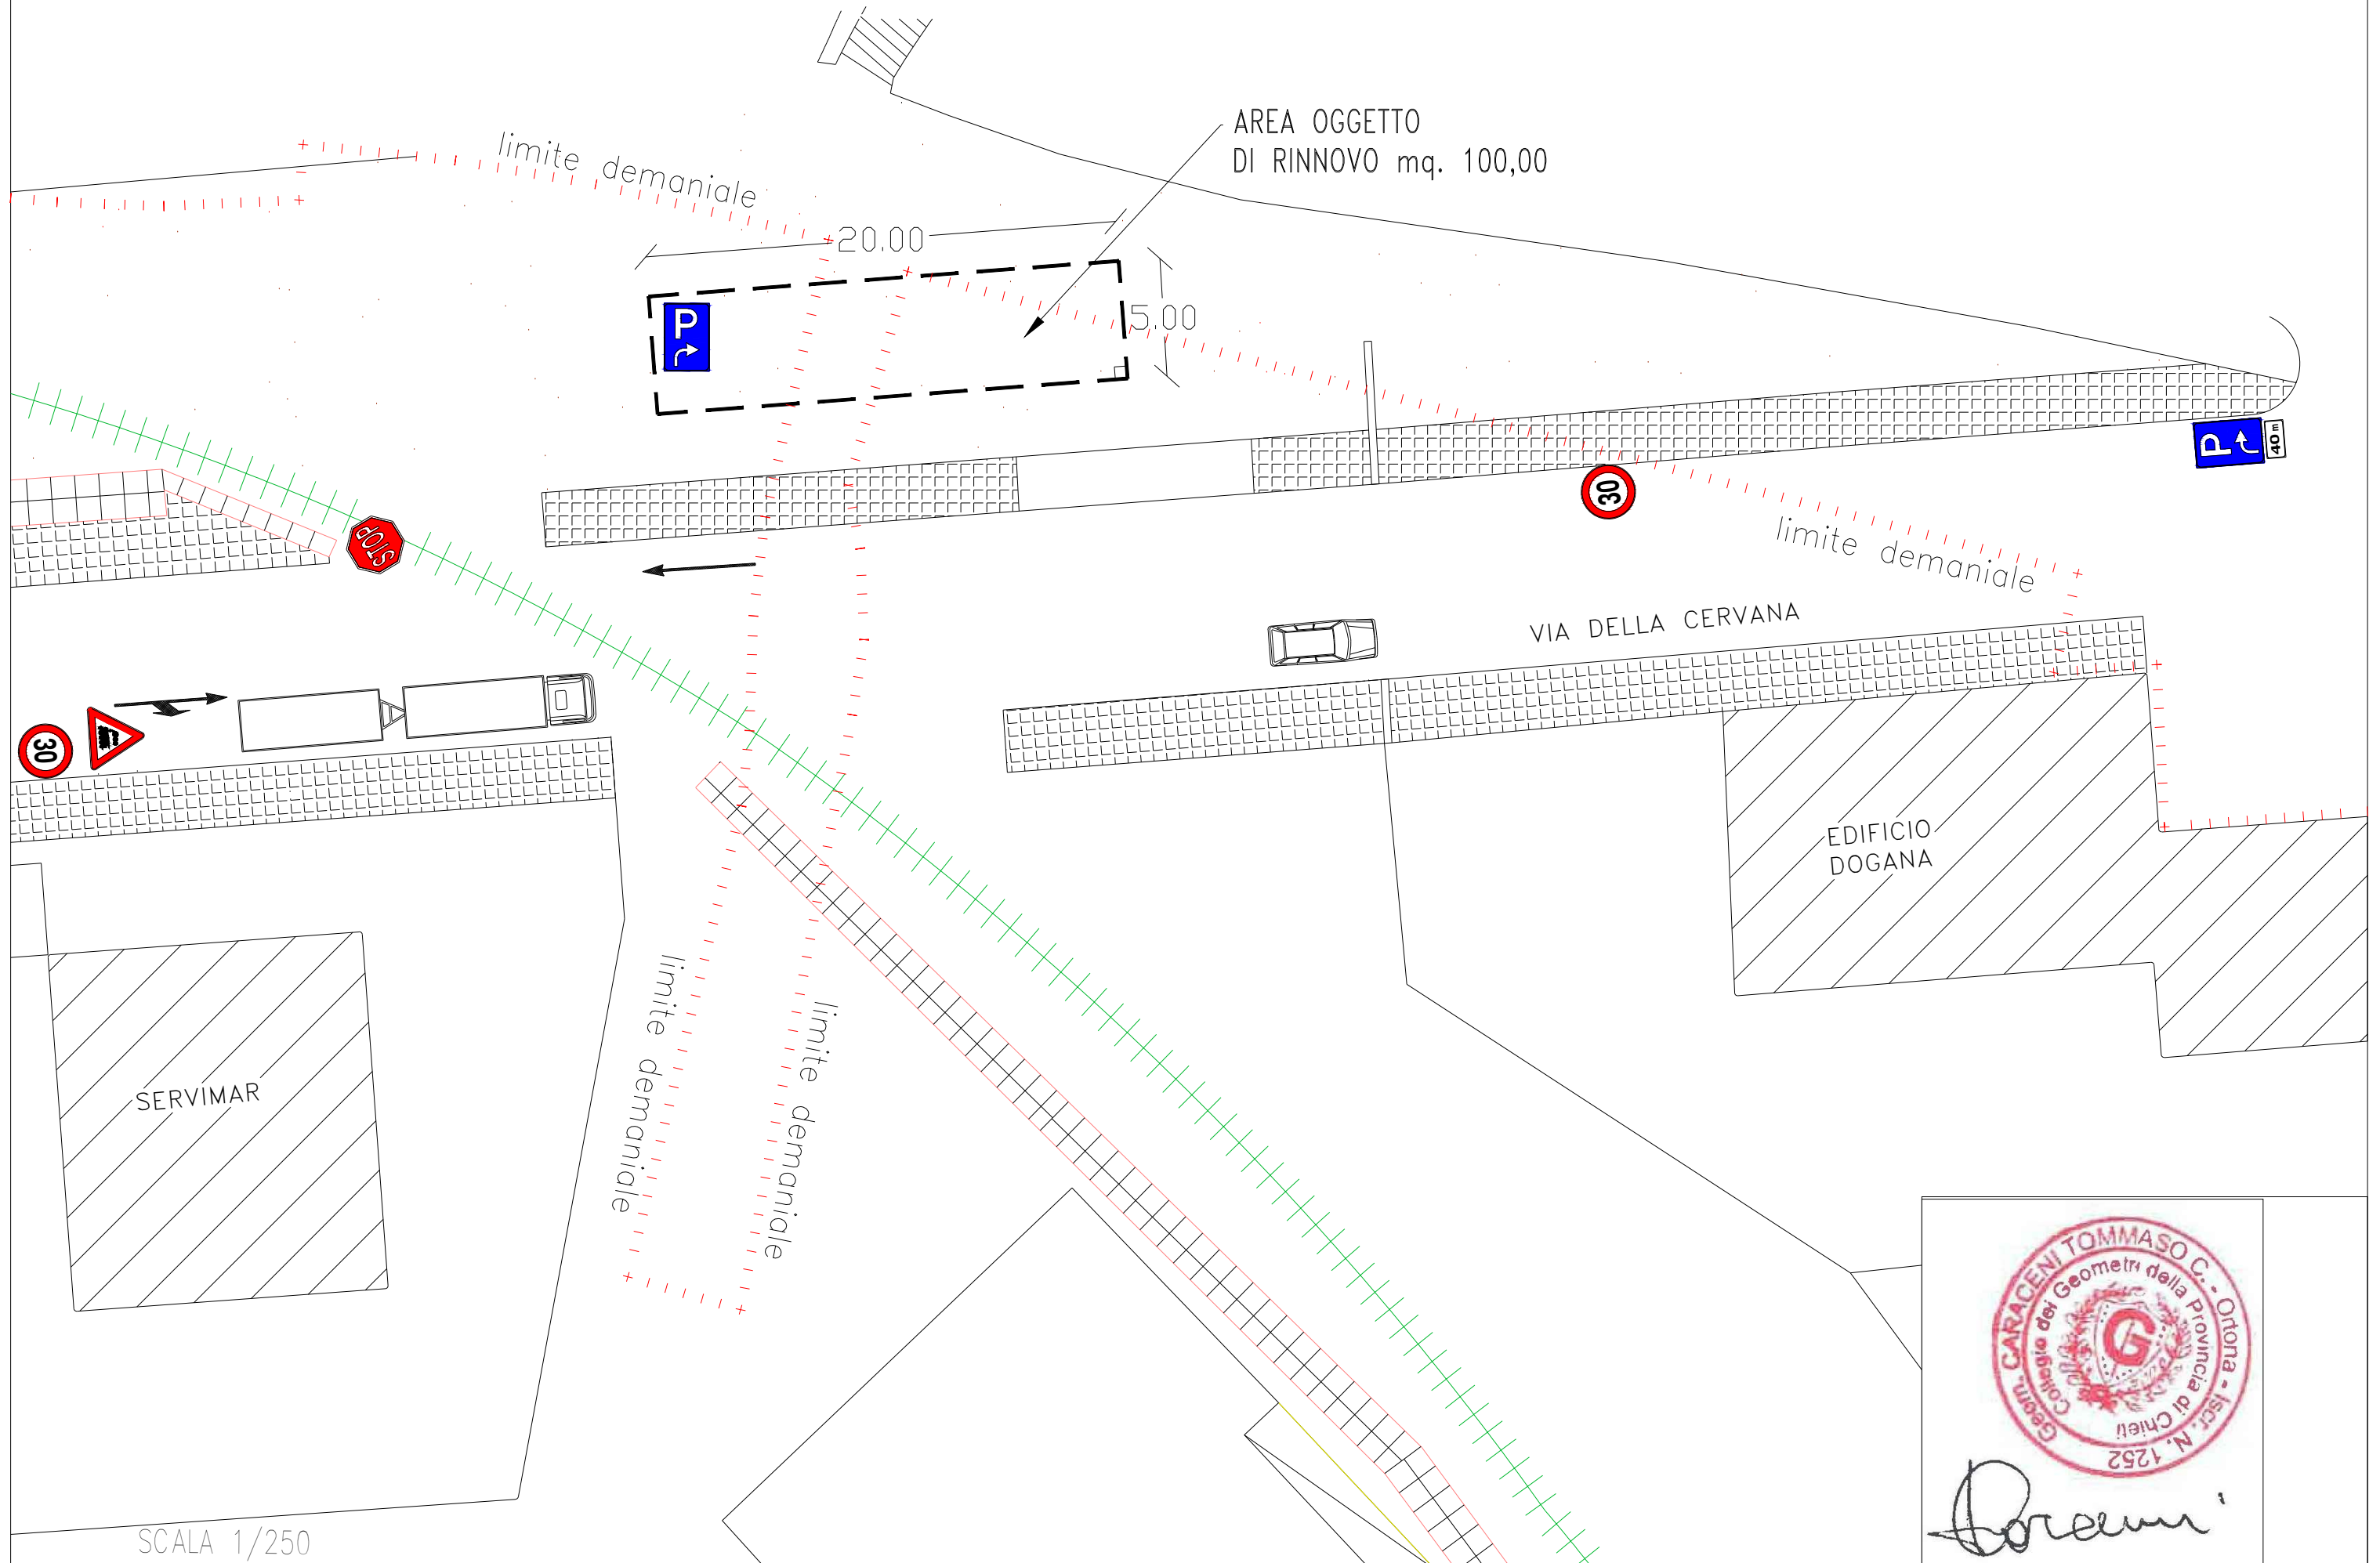 AREA OGGETTO
DI RINNOVO mq. 100,00
limite demaniale
20.00
5.00
P
P
40 m
30
STOP
limite demaniale
VIA DELLA CERVANA
30
EDIFICIO
DOGANA
limite demaniale
limite demaniale
SERVIMAR
Geom. CARACENI TOMMASO C. - Ortona - Iscr. N. 1252
Collegio dei Geometri della Provincia di Chieti
G
SCALA 1/250